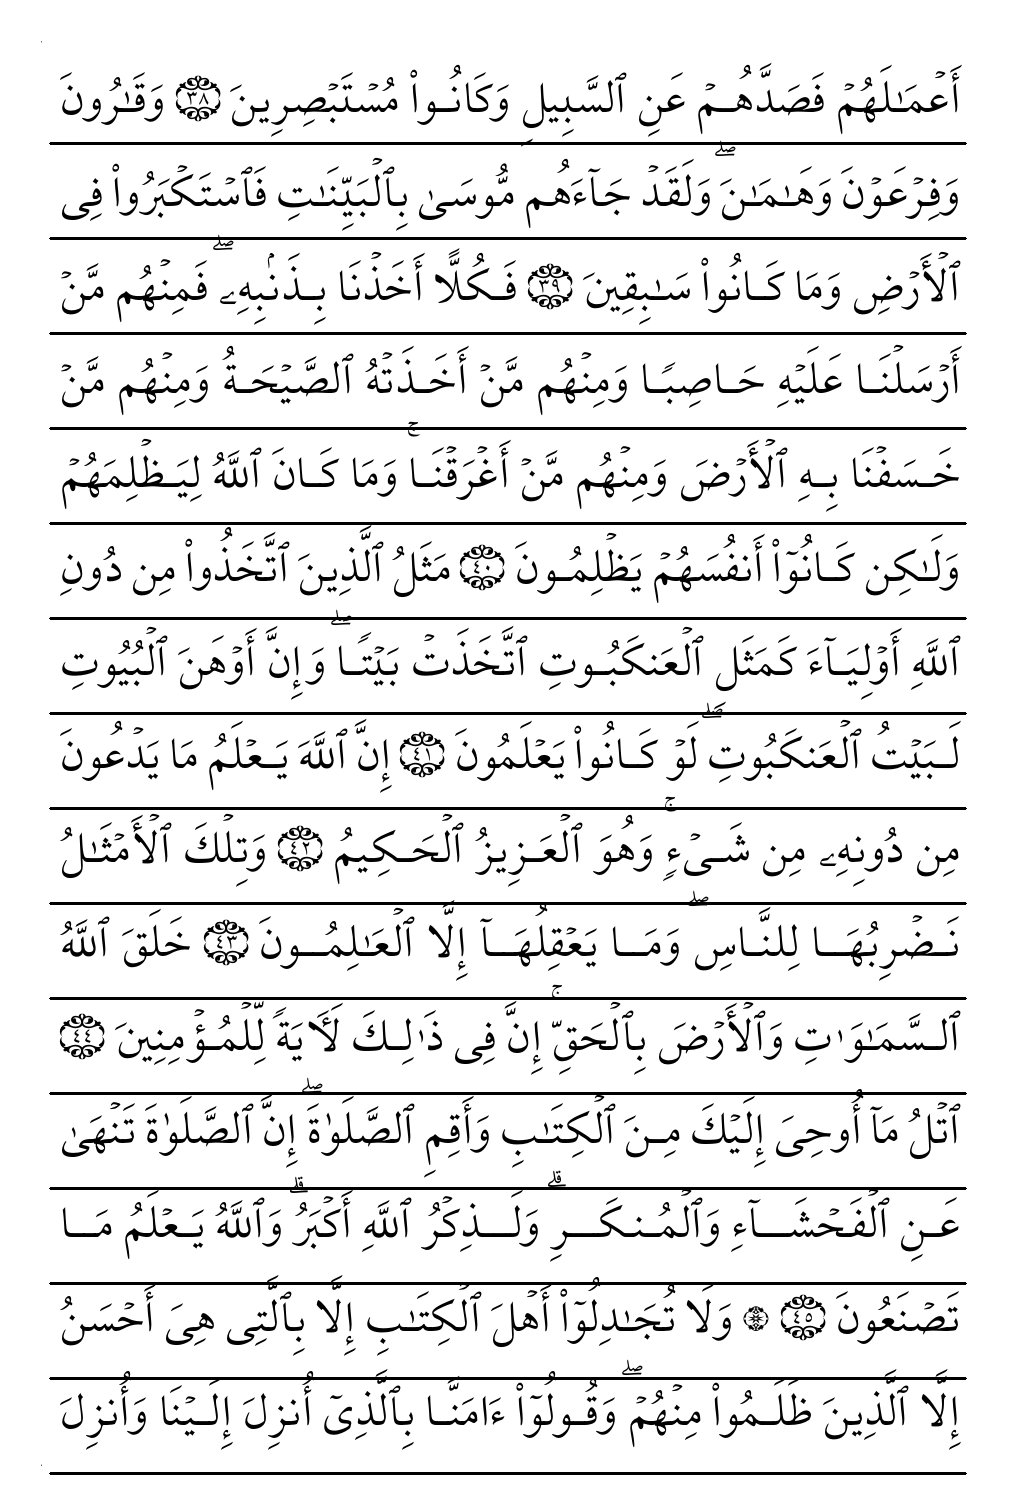 أَعۡمَٰلَهُمۡ فَصَدَّهُمۡ عَنِ ٱلسَّبِيلِ وَكَانُواْ مُسۡتَبۡصِرِينَ ٣٨ وَقَٰرُونَ
وَفِرۡعَوۡنَ وَهَٰمَٰنَۖ وَلَقَدۡ جَآءَهُم مُّوسَىٰ بِٱلۡبَيِّنَٰتِ فَٱسۡتَكۡبَرُواْ فِي
ٱلۡأَرۡضِ وَمَا كَانُواْ سَٰبِقِينَ ٣٩ فَكُلًّا أَخَذۡنَا بِذَنۢبِهِۦۖ فَمِنۡهُم مَّنۡ
أَرۡسَلۡنَا عَلَيۡهِ حَاصِبٗا وَمِنۡهُم مَّنۡ أَخَذَتۡهُ ٱلصَّيۡحَةُ وَمِنۡهُم مَّنۡ
خَسَفۡنَا بِهِ ٱلۡأَرۡضَ وَمِنۡهُم مَّنۡ أَغۡرَقۡنَاۚ وَمَا كَانَ ٱللَّهُ لِيَظۡلِمَهُمۡ
وَلَٰكِن كَانُوٓاْ أَنفُسَهُمۡ يَظۡلِمُونَ ٤٠ مَثَلُ ٱلَّذِينَ ٱتَّخَذُواْ مِن دُونِ
ٱللَّهِ أَوۡلِيَآءَ كَمَثَلِ ٱلۡعَنكَبُوتِ ٱتَّخَذَتۡ بَيۡتٗاۖ وَإِنَّ أَوۡهَنَ ٱلۡبُيُوتِ
لَبَيۡتُ ٱلۡعَنكَبُوتِۖ لَوۡ كَانُواْ يَعۡلَمُونَ ٤١ إِنَّ ٱللَّهَ يَعۡلَمُ مَا يَدۡعُونَ
مِن دُونِهِۦ مِن شَيۡءٖۚ وَهُوَ ٱلۡعَزِيزُ ٱلۡحَكِيمُ ٤٢ وَتِلۡكَ ٱلۡأَمۡثَٰلُ
نَضۡرِبُهَا لِلنَّاسِۖ وَمَا يَعۡقِلُهَآ إِلَّا ٱلۡعَٰلِمُونَ ٤٣ خَلَقَ ٱللَّهُ
ٱلسَّمَٰوَٰتِ وَٱلۡأَرۡضَ بِٱلۡحَقِّۚ إِنَّ فِي ذَٰلِكَ لَأٓيَةٗ لِّلۡمُؤۡمِنِينَ ٤٤
ٱتۡلُ مَآ أُوحِيَ إِلَيۡكَ مِنَ ٱلۡكِتَٰبِ وَأَقِمِ ٱلصَّلَوٰةَۖ إِنَّ ٱلصَّلَوٰةَ تَنۡهَىٰ
عَنِ ٱلۡفَحۡشَآءِ وَٱلۡمُنكَرِۗ وَلَذِكۡرُ ٱللَّهِ أَكۡبَرُۗ وَٱللَّهُ يَعۡلَمُ مَا
تَصۡنَعُونَ ٤٥ ۞ وَلَا تُجَٰدِلُوٓاْ أَهۡلَ ٱلۡكِتَٰبِ إِلَّا بِٱلَّتِي هِيَ أَحۡسَنُ
إِلَّا ٱلَّذِينَ ظَلَمُواْ مِنۡهُمۡۖ وَقُولُوٓاْ ءَامَنَّا بِٱلَّذِيٓ أُنزِلَ إِلَيۡنَا وَأُنزِلَ